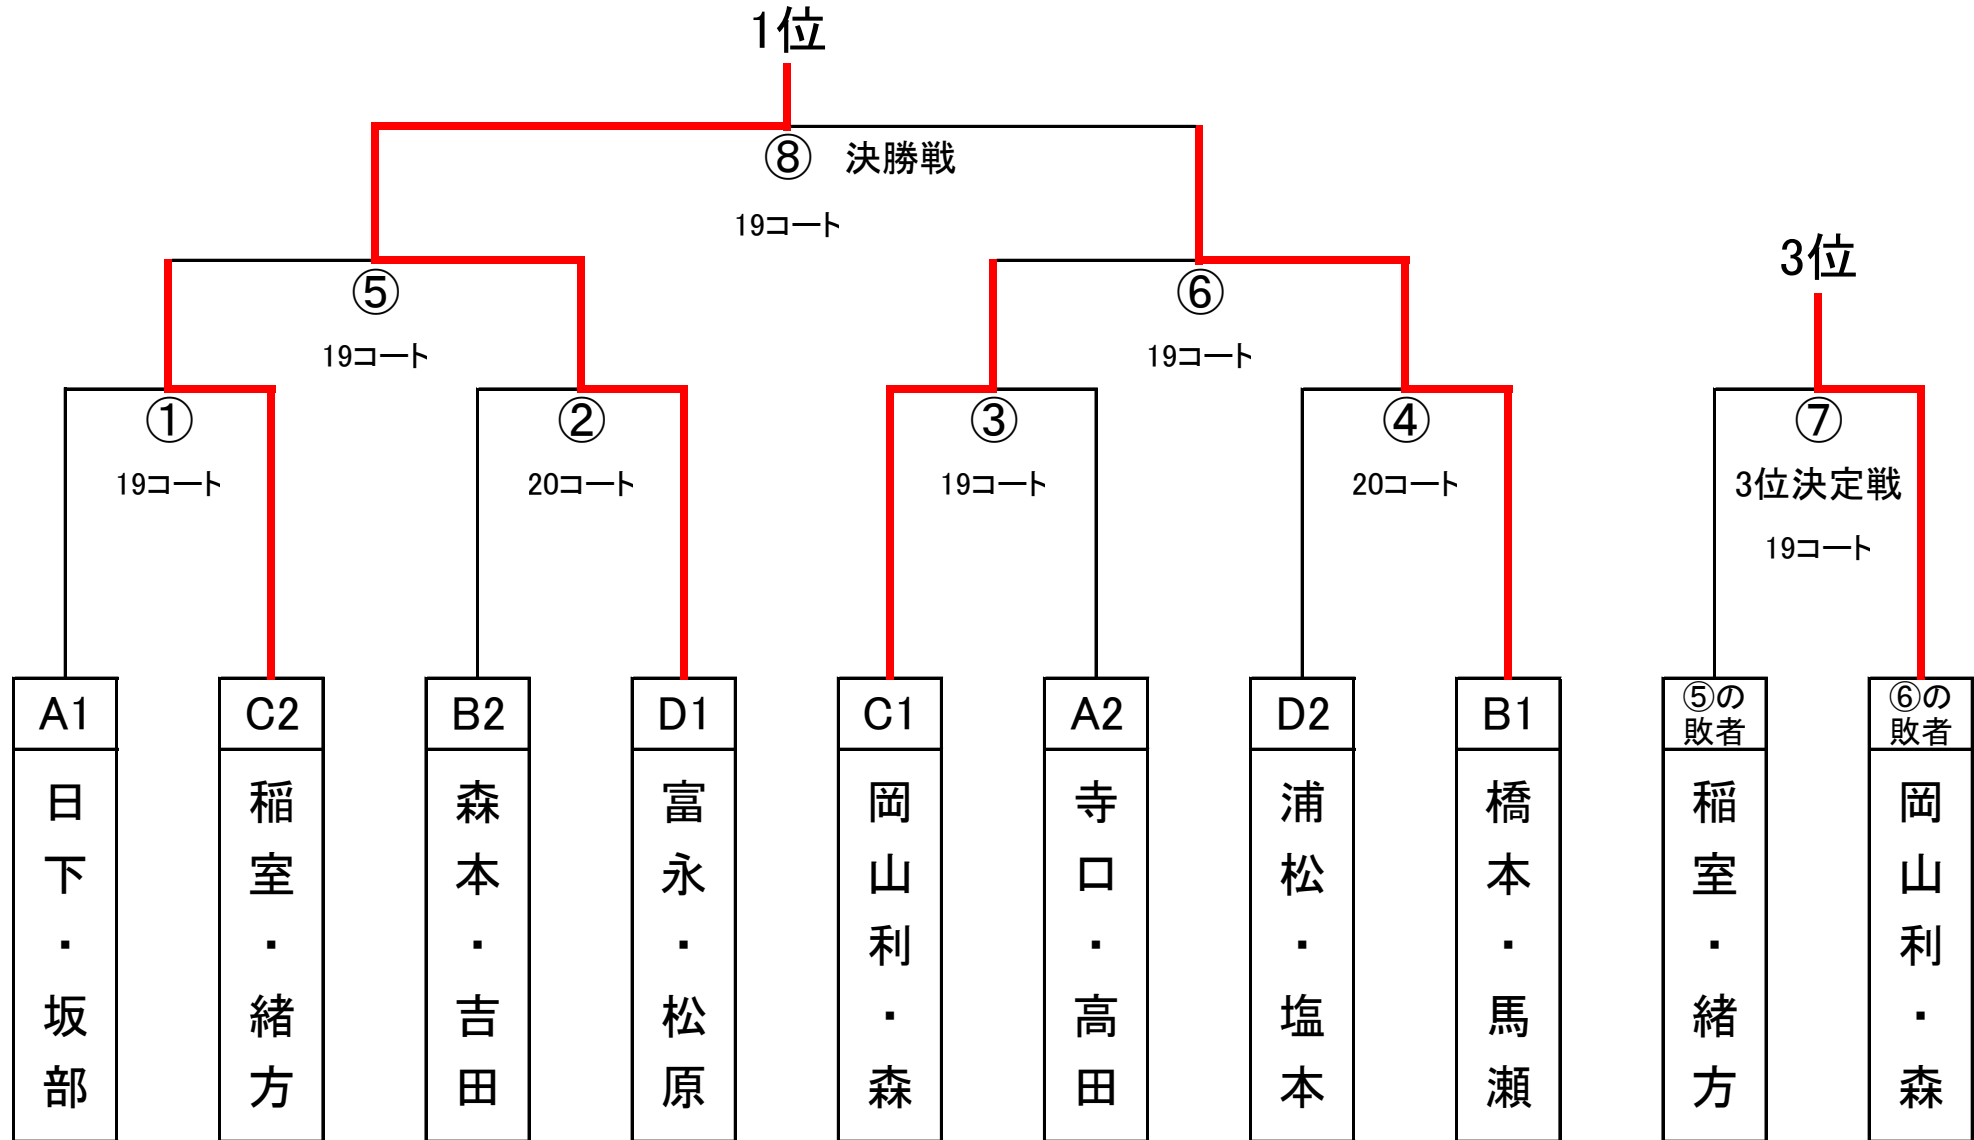 1位
⑧ 決勝戦
19コート
3位
⑤
⑥
19コート
19コート
①
②
③
④
⑦
19コート
20コート
19コート
20コート
3位決定戦
19コート
A1
C2
B2
D1
C1
A2
D2
B1
⑤の
敗者
⑥の
敗者
日下・坂部
稲室・緒方
森本・吉田
富永・松原
岡山利・森
寺口・高田
浦松・塩本
橋本・馬瀬
稲室・緒方
岡山利・森